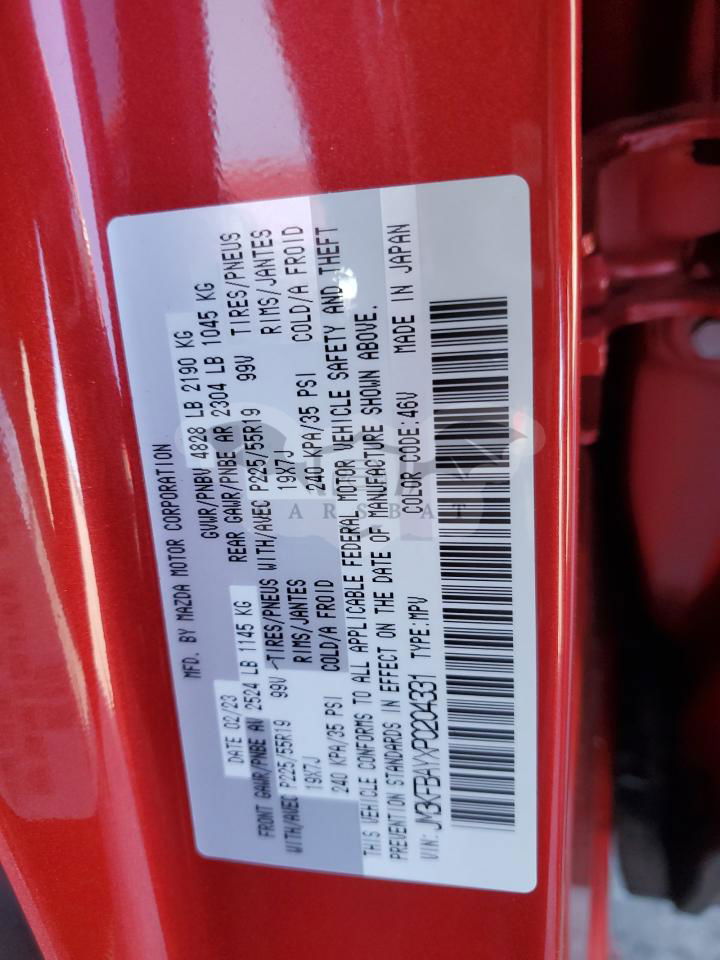 MFD. BY MAZDA MOTOR CORPORATION
DATE 02/23 GVWR/PNBV 4828 LB 2190 KG
FRONT GAWR/PNBE AV 2524 LB 1145 KG REAR GAWR/PNBE AR 2304 LB 1045 KG
WITH/AVEC P225/55R19 99V TIRES/PNEUS WITH/AVEC P225/55R19 99V TIRES/PNEUS
19X7J RIMS/JANTES 19X7J RIMS/JANTES
240 KPA/35 PSI COLD/A FROID 240 KPA/35 PSI COLD/A FROID
THIS VEHICLE CONFORMS TO ALL APPLICABLE FEDERAL MOTOR VEHICLE SAFETY AND THEFT
PREVENTION STANDARDS IN EFFECT ON THE DATE OF MANUFACTURE SHOWN ABOVE.
VIN: JM3KFBAYXP0204331 TYPE:MPV COLOR CODE:46V MADE IN JAPAN
ARSBAT